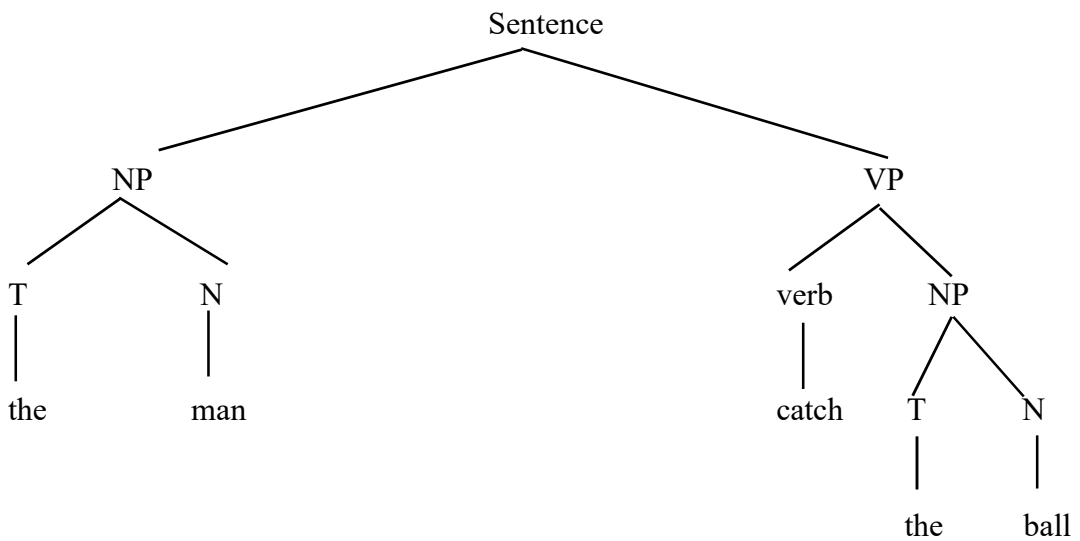 Sentence
NP VP
T N verb NP
the man catch T N
the ball